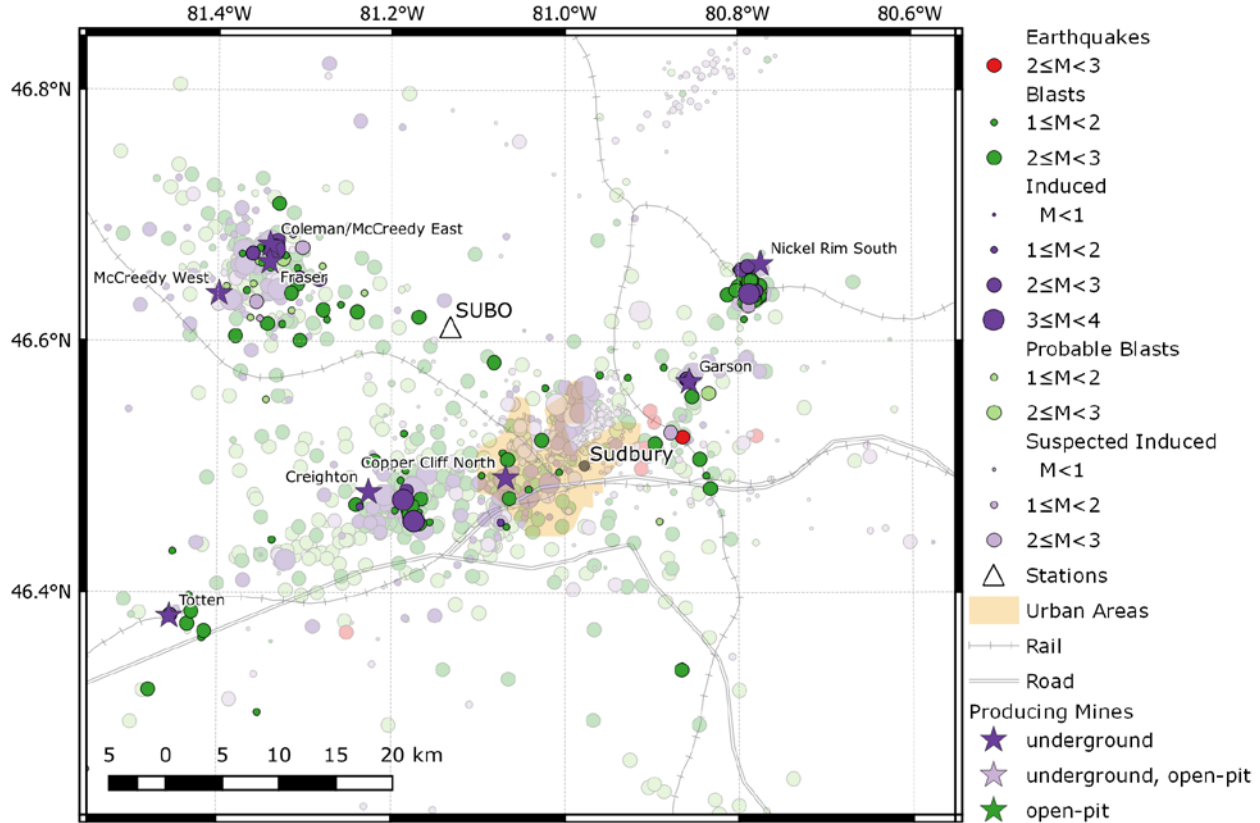 81.4°W 81.2°W 81.0°W 80.8°W 80.6°W
46.8°N
46.6°N
46.4°N
Coleman/McCreedy East
McCreedy West
Fraser
SUBO
Nickel Rim South
Garson
Copper Cliff North
Sudbury
Creighton
Totten
5 0 5 10 15 20 km
Earthquakes
2≤M<3
Blasts
1≤M<2
2≤M<3
Induced
M<1
1≤M<2
2≤M<3
3≤M<4
Probable Blasts
1≤M<2
2≤M<3
Suspected Induced
M<1
1≤M<2
2≤M<3
Stations
Urban Areas
Rail
Road
Producing Mines
underground
underground, open-pit
open-pit